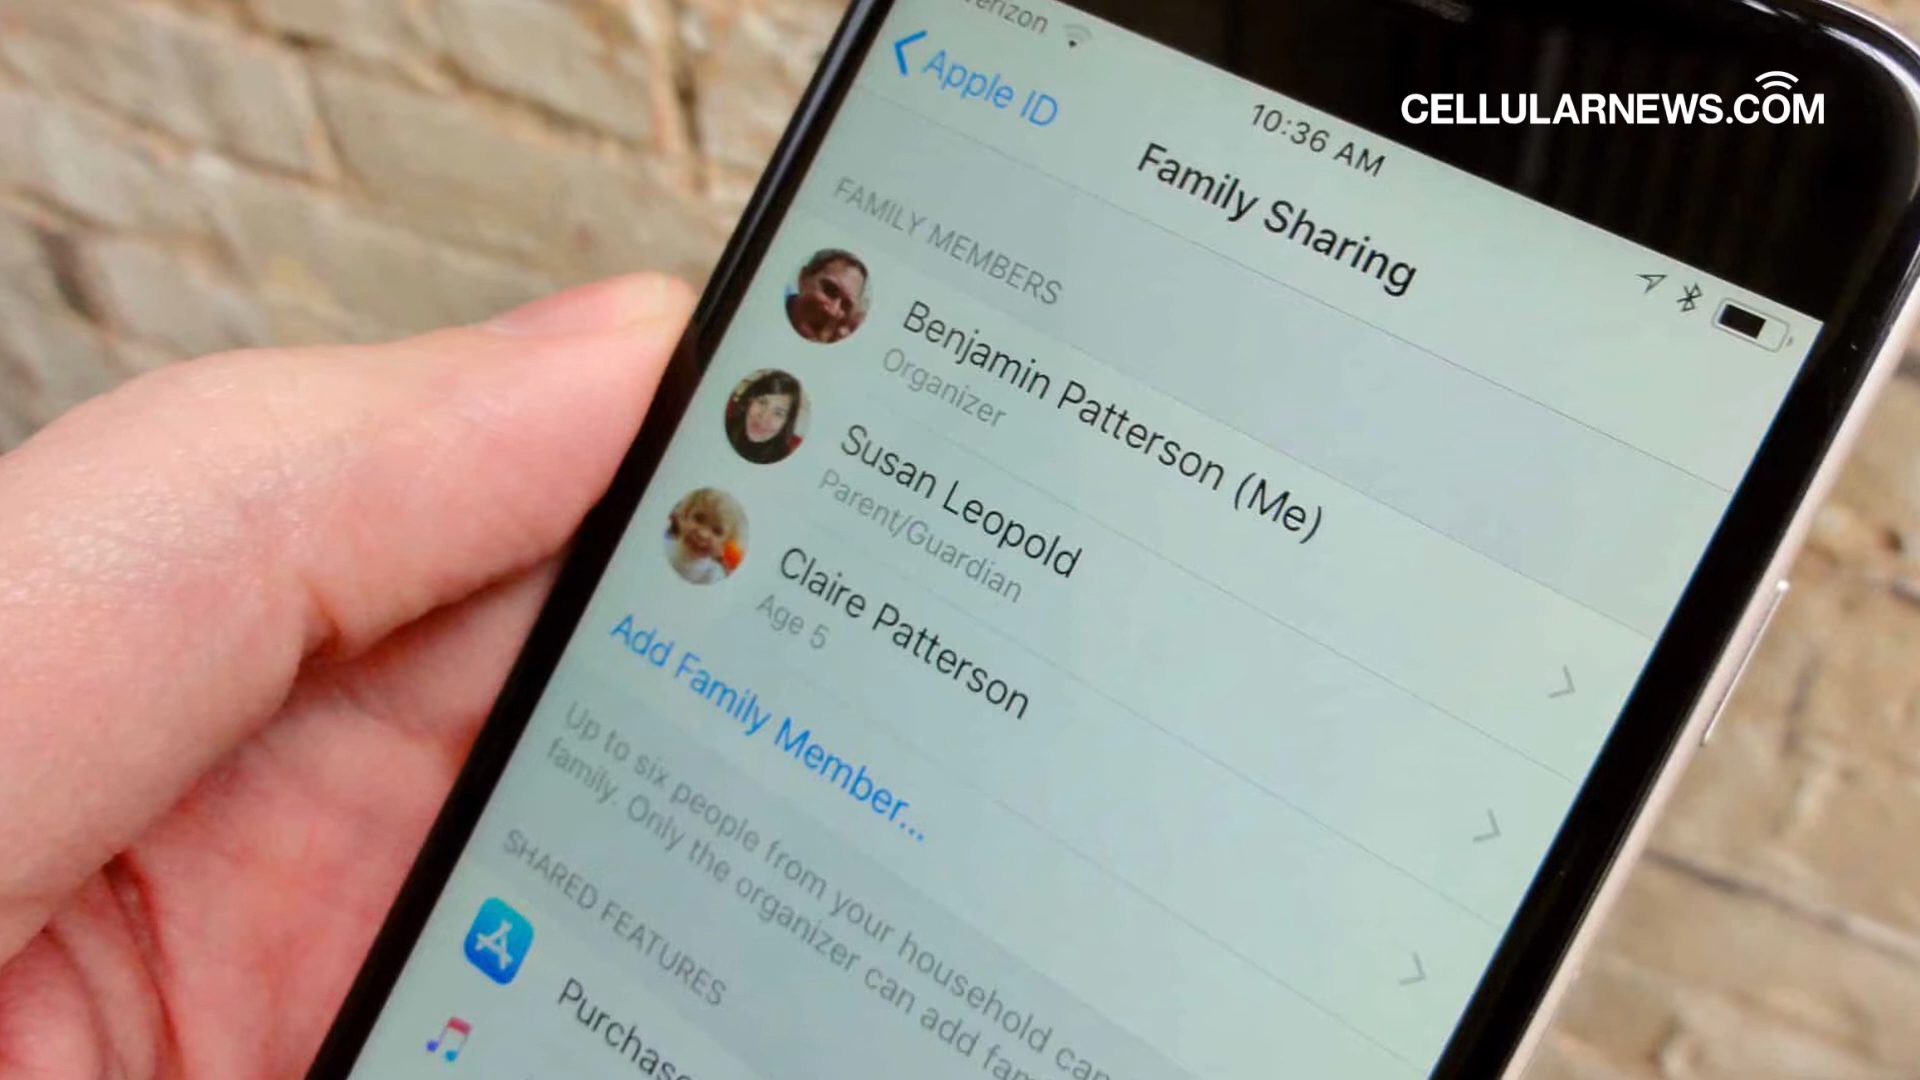 Verizon
10:36 AM
CELLULARNEWS.COM
Apple ID
Family Sharing
FAMILY MEMBERS
Benjamin Patterson (Me)
Organizer
Susan Leopold
Parent/Guardian
Claire Patterson
Age 5
Add Family Member...
Up to six people from your household can
family. Only the organizer can add
SHARED FEATURES